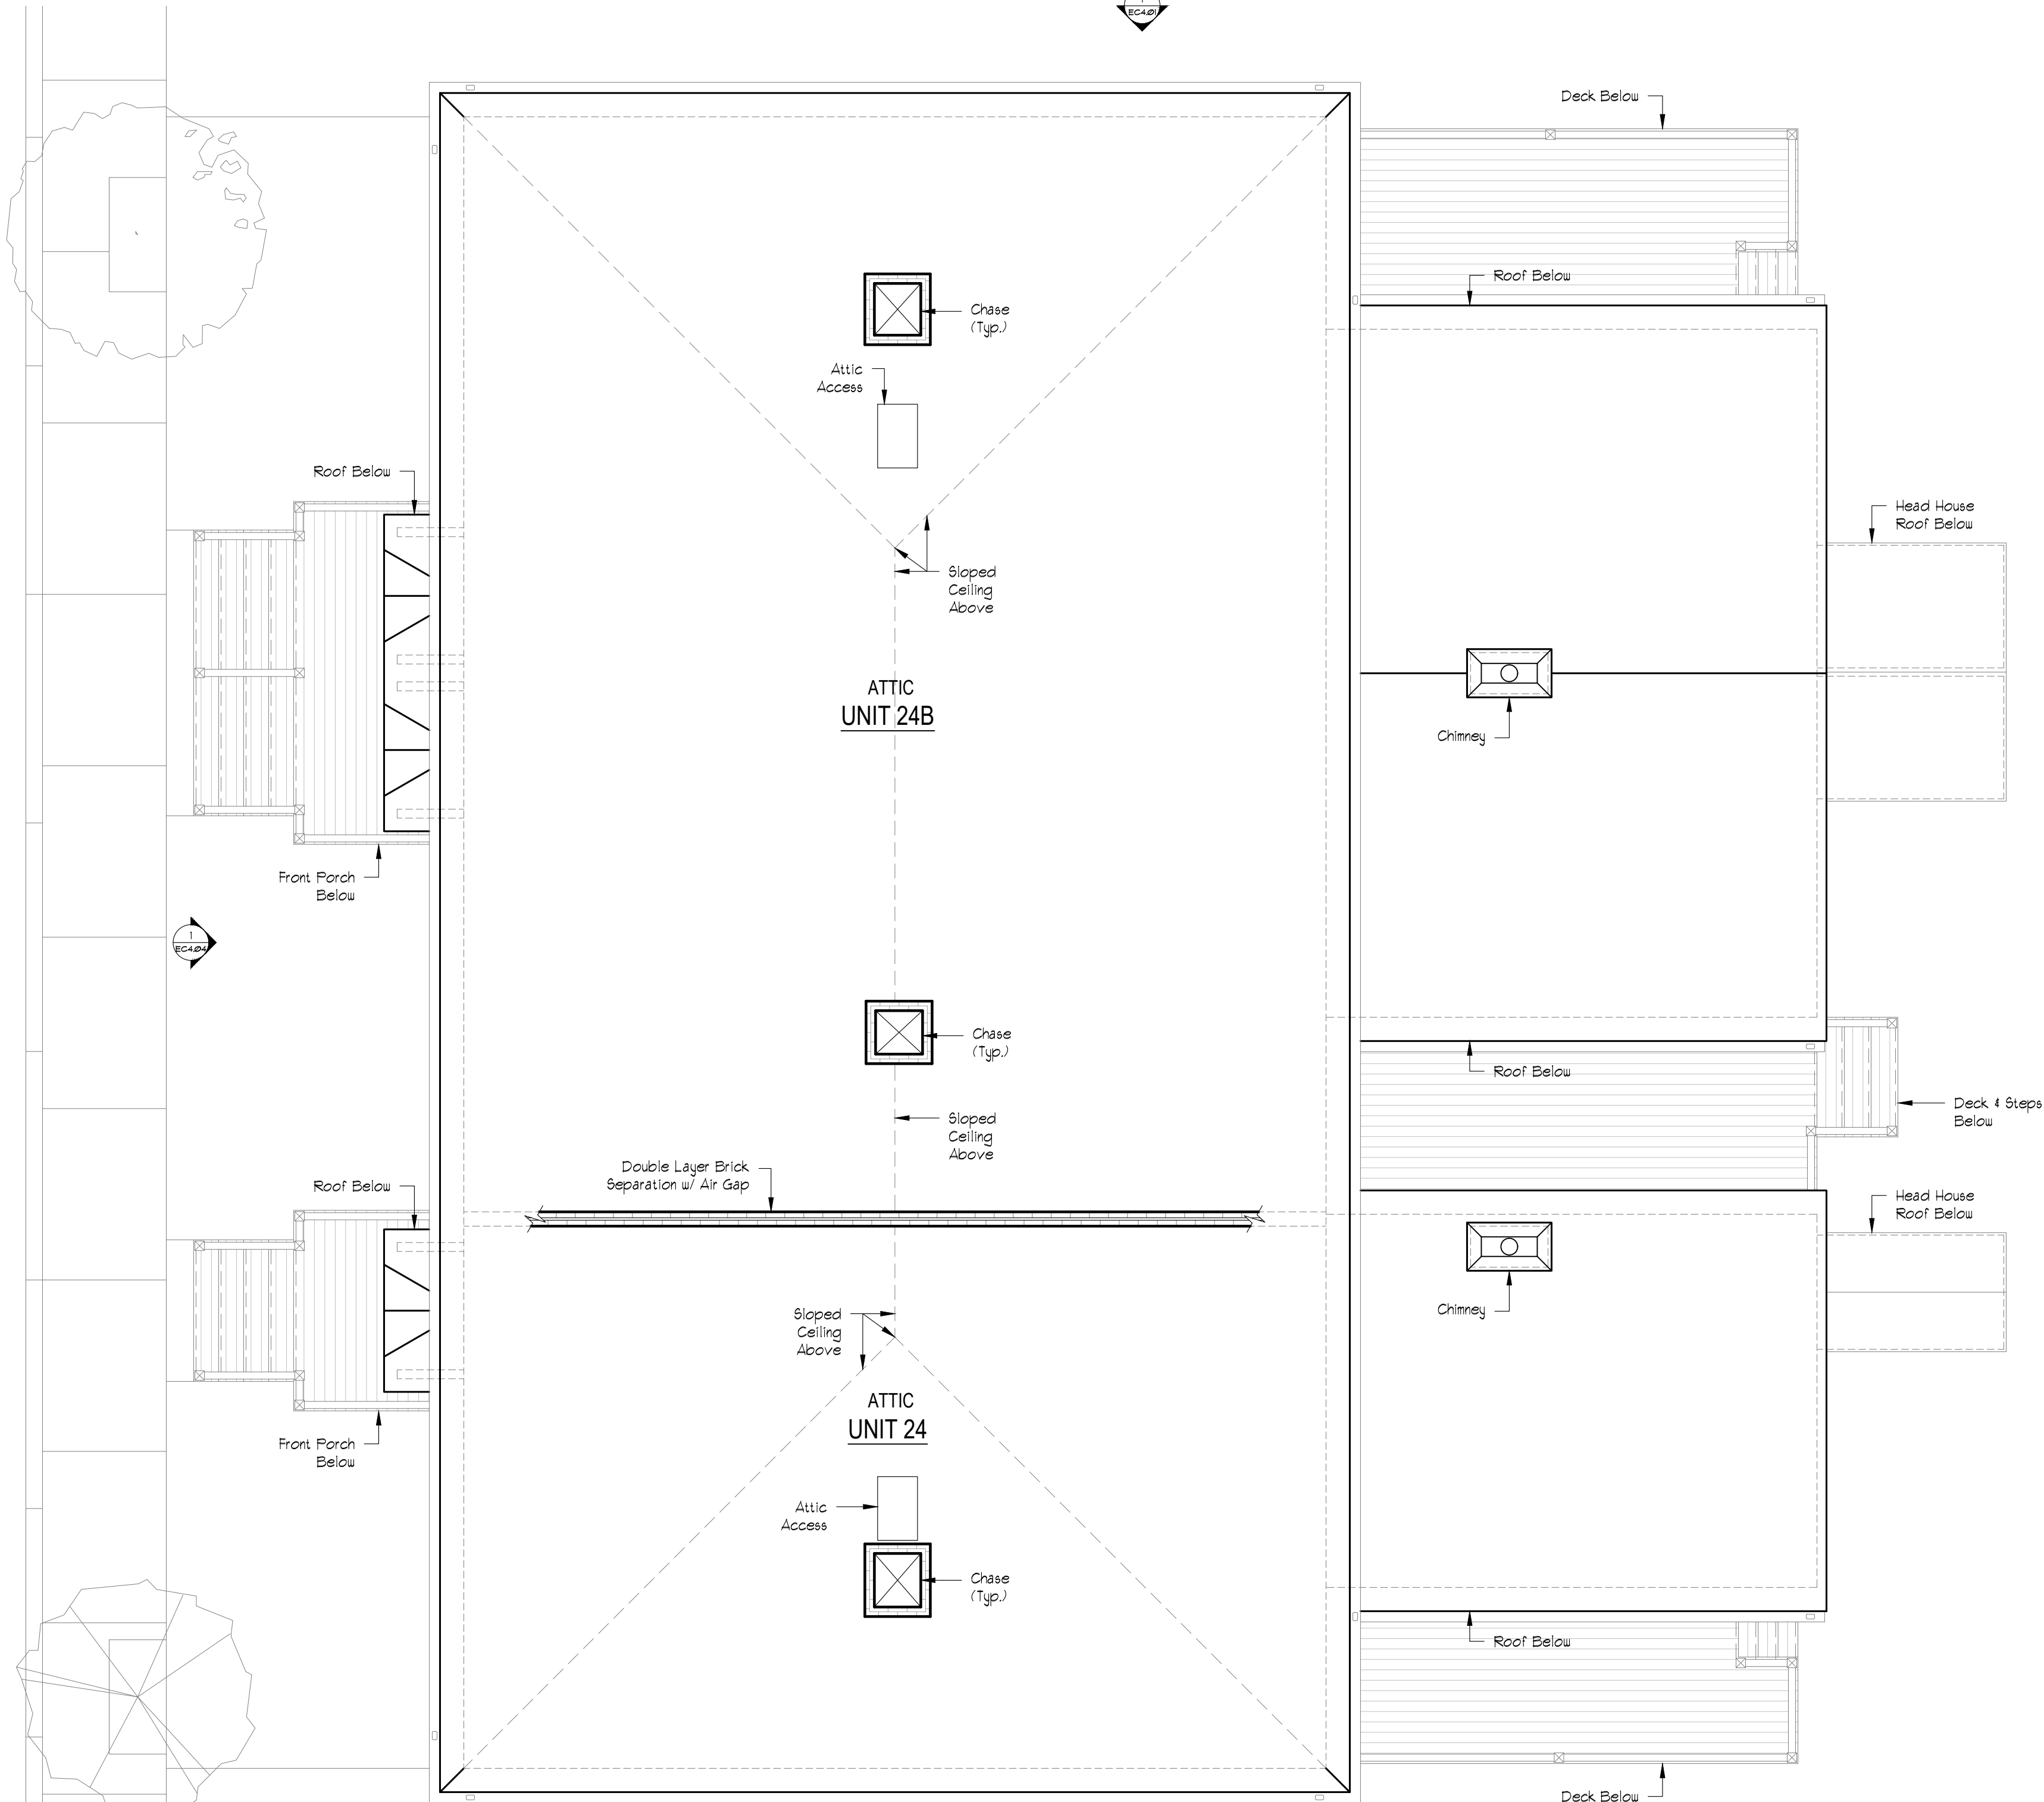 EC4.01
Deck Below
Roof Below
Chase
(Typ.)
Attic
Access
Roof Below
Head House
Roof Below
Sloped
Ceiling
Above
ATTIC
UNIT 24B
Chimney
Front Porch
Below
1
EC4.04
Chase
(Typ.)
Roof Below
Deck & Steps
Below
Sloped
Ceiling
Above
Double Layer Brick
Separation w/ Air Gap
Roof Below
Head House
Roof Below
Sloped
Ceiling
Above
Chimney
ATTIC
UNIT 24
Front Porch
Below
Attic
Access
Chase
(Typ.)
Roof Below
Deck Below